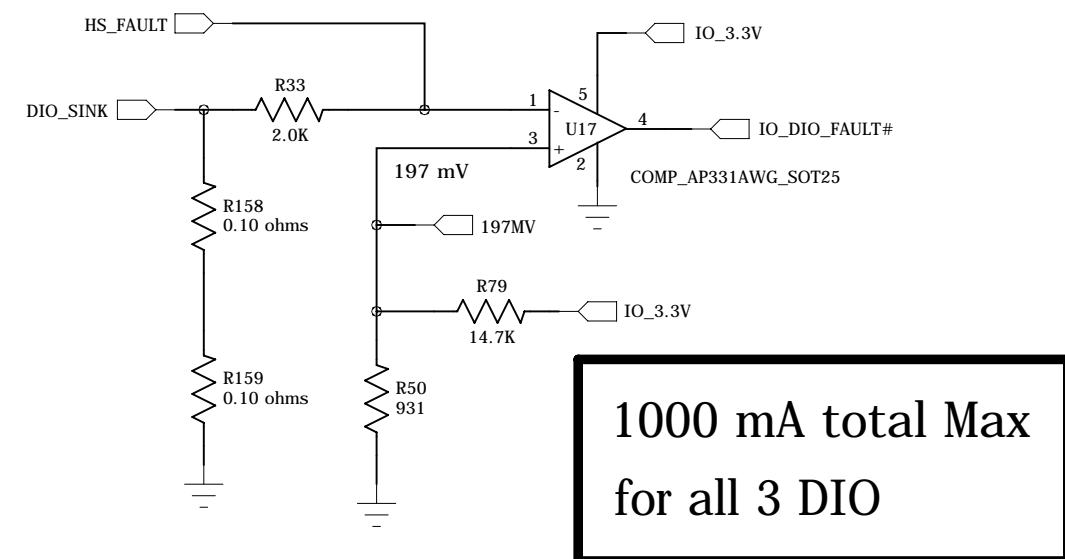 HS_FAULT
IO_3.3V
R33
DIO_SINK
2.0K
1
5
-
U17
4
IO_DIO_FAULT#
3
+
2
197 mV
COMP_AP331AWG_SOT25
R158
0.10 ohms
197MV
R79
IO_3.3V
14.7K
R159
0.10 ohms
R50
931
1000 mA total Max
for all 3 DIO